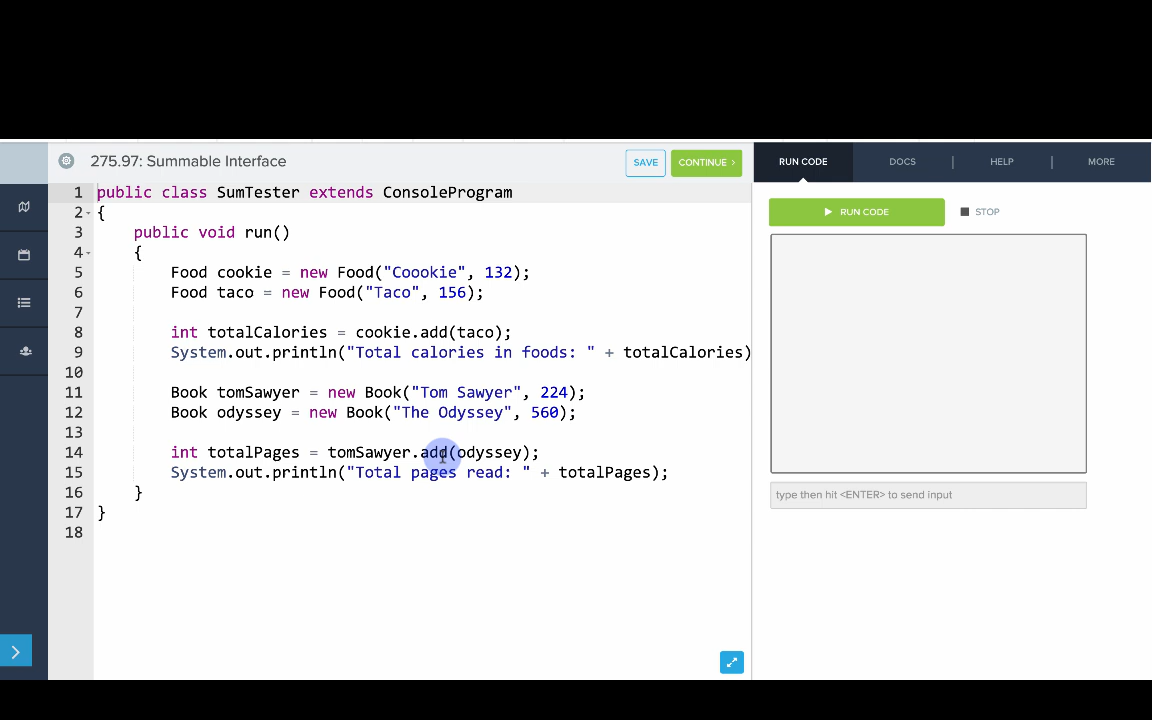 275.97: Summable Interface
SAVE
CONTINUE >
RUN CODE
DOCS
HELP
MORE
RUN CODE
STOP
type then hit <ENTER> to send input
1 public class SumTester extends ConsoleProgram
2 {
3 public void run()
4 {
5 Food cookie = new Food("Coookie", 132);
6 Food taco = new Food("Taco", 156);
7
8 int totalCalories = cookie.add(taco);
9 System.out.println("Total calories in foods: " + totalCalories)
10
11 Book tomSawyer = new Book("Tom Sawyer", 224);
12 Book odyssey = new Book("The Odyssey", 560);
13
14 int totalPages = tomSawyer.add(odyssey);
15 System.out.println("Total pages read: " + totalPages);
16 }
17 }
18